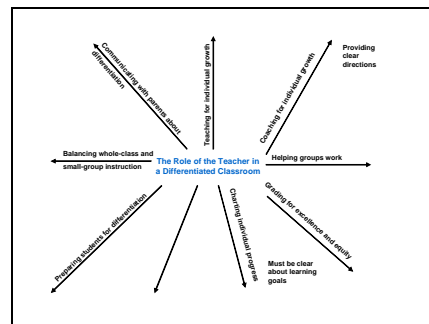 Communicating with parents about
differentiation
Teaching for individual growth
Coaching for individual growth
Providing
clear
directions
Balancing whole-class and
small-group instruction
The Role of the Teacher in
a Differentiated Classroom
Helping groups work
Preparing students for differentiation
Charting individual progress
Grading for excellence and equity
Must be clear
about learning
goals